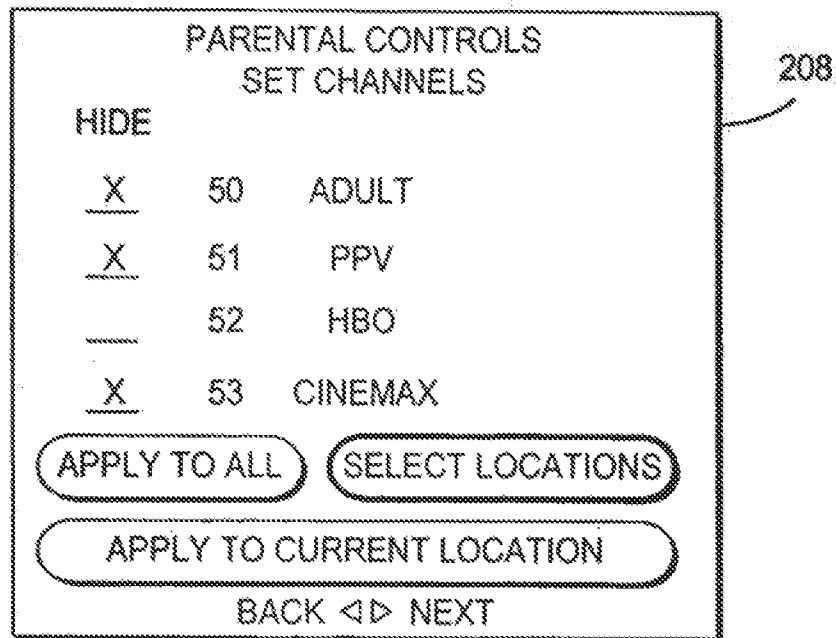 PARENTAL CONTROLS
SET CHANNELS
208
HIDE
X 50 ADULT
X 51 PPV
52 HBO
X 53 CINEMAX
APPLY TO ALL SELECT LOCATIONS
APPLY TO CURRENT LOCATION
BACK ◁ ▷ NEXT